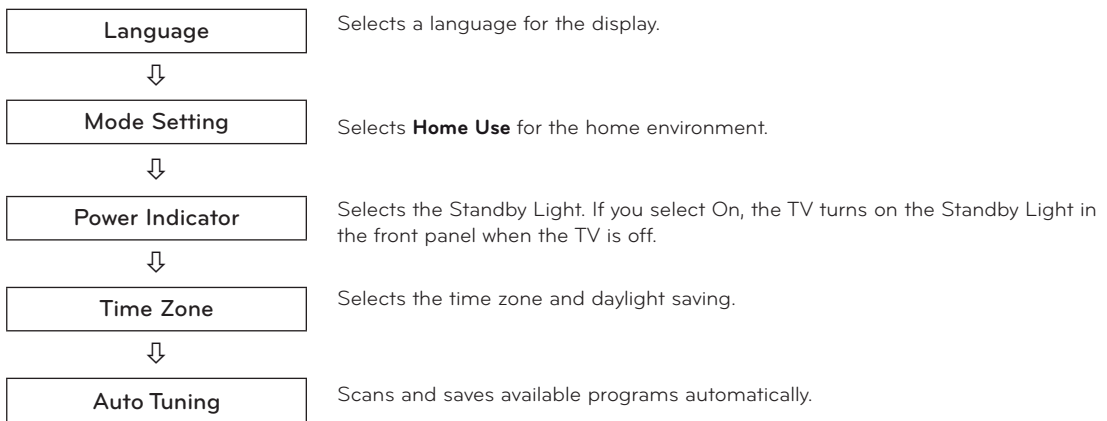 Language
Selects a language for the display.
Mode Setting
Selects Home Use for the home environment.
Power Indicator
Selects the Standby Light. If you select On, the TV turns on the Standby Light in
the front panel when the TV is off.
Time Zone
Selects the time zone and daylight saving.
Auto Tuning
Scans and saves available programs automatically.